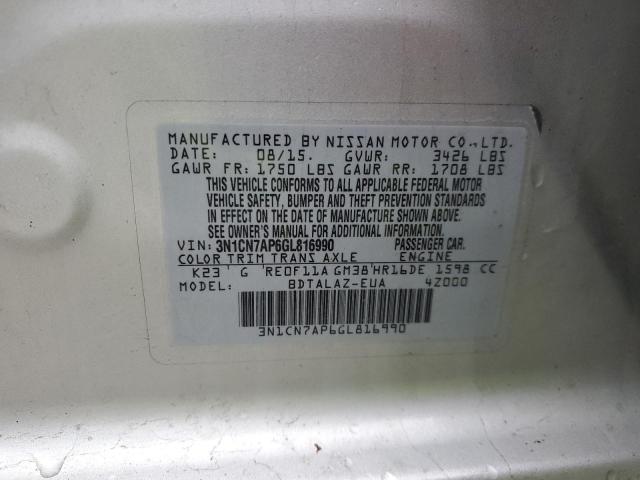 MANUFACTURED BY NISSAN MOTOR CO.,LTD.
DATE: 08/15. GVWR: 3426 LBS
GAWR FR: 1750 LBS GAWR RR: 1708 LBS
THIS VEHICLE CONFORMS TO ALL APPLICABLE FEDERAL MOTOR
VEHICLE SAFETY, BUMPER AND THEFT PREVENTION STANDARDS
IN EFFECT ON THE DATE OF MANUFACTURE SHOWN ABOVE.
SEE OWNER'S MANUAL FOR ADDITIONAL INFORMATION.
VIN: 3N1CN7AP6GL816990 PASSENGER CAR.
COLOR TRIM TRANS AXLE ENGINE
K23 ' G 'RE0F11A GM38'HR16DE 1598 CC
MODEL: BDTALAZ-EUA 4Z000
3N1CN7AP6GL816990